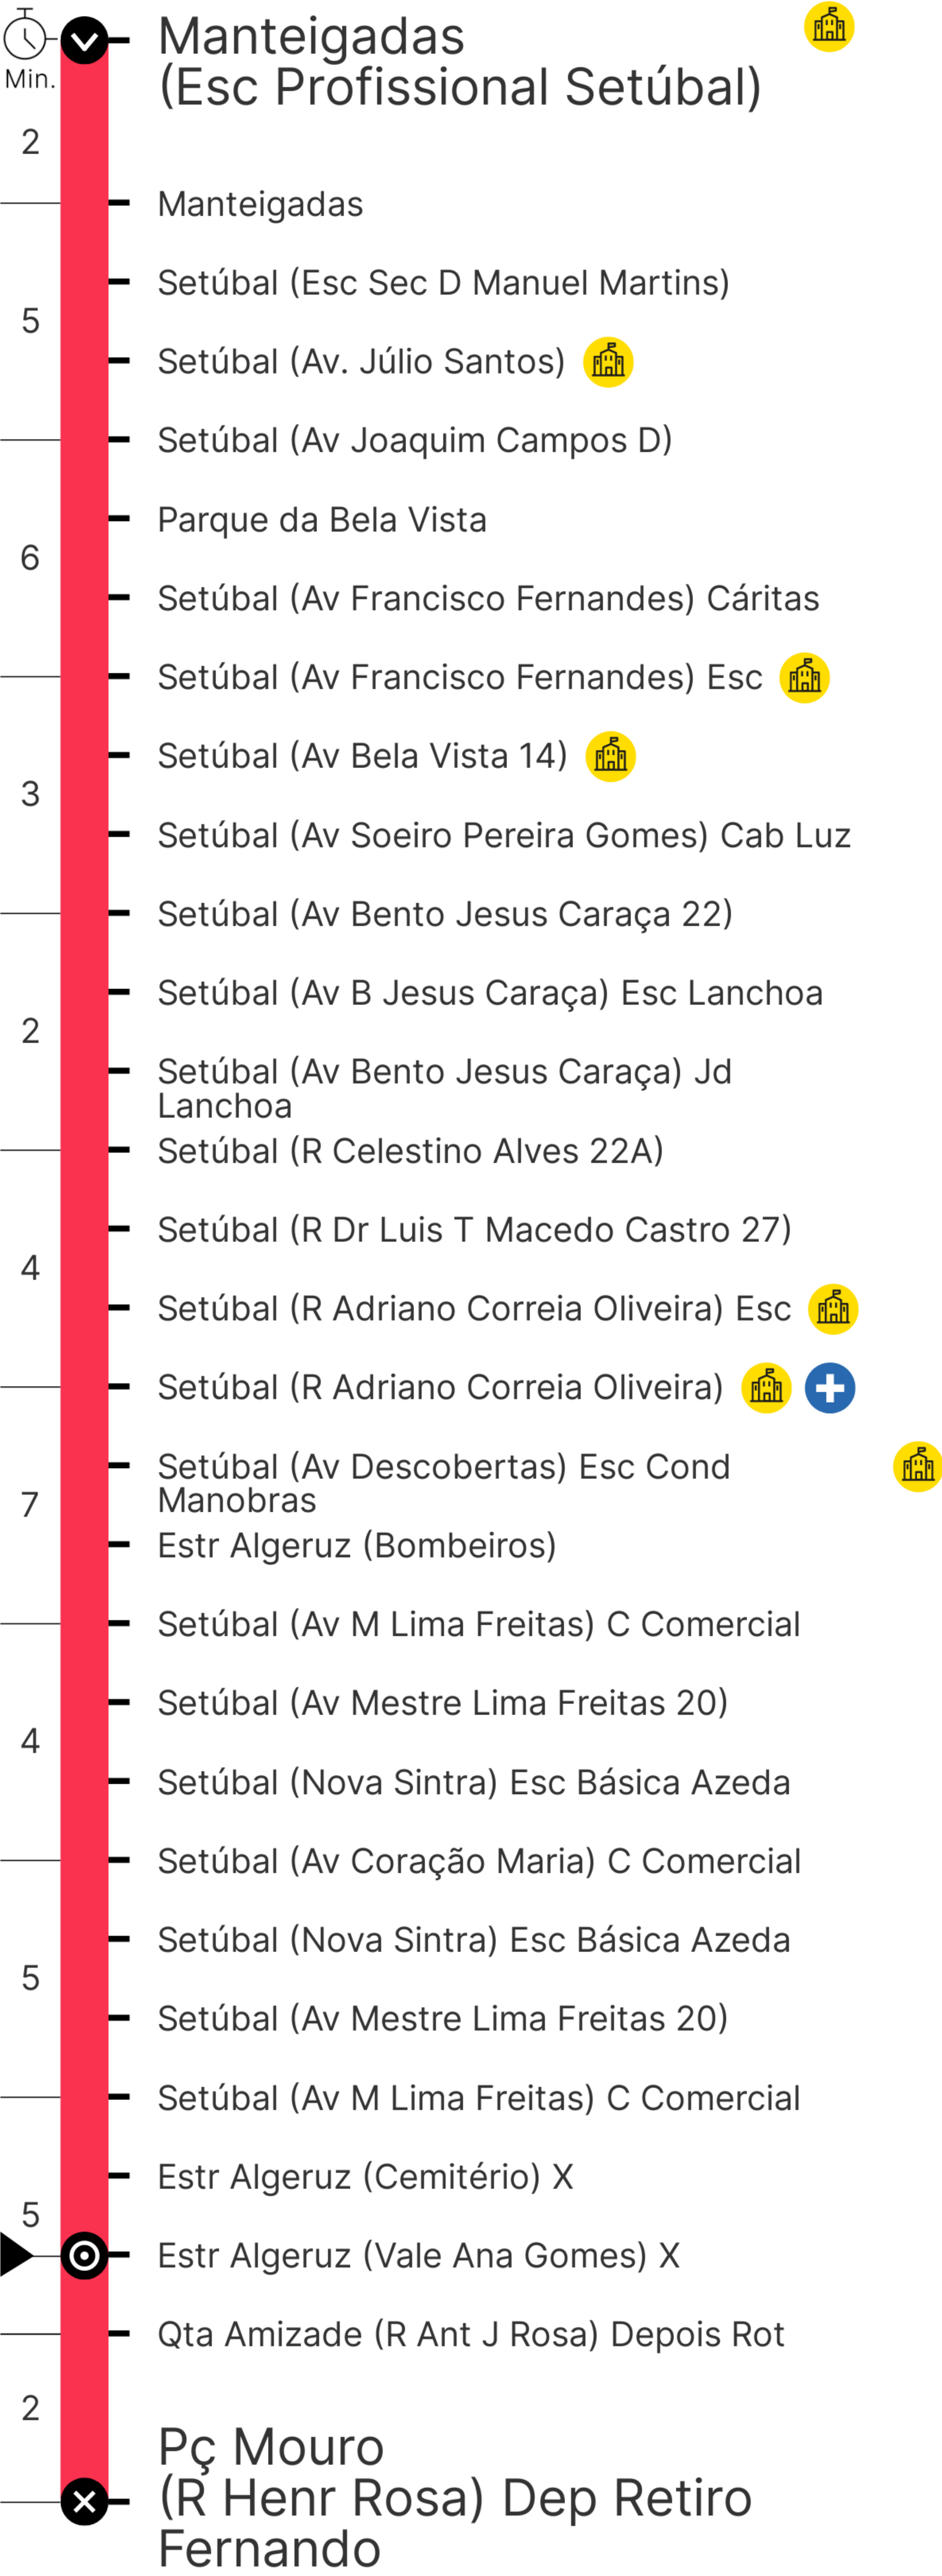 Manteigadas
(Esc Profissional Setúbal)
Min.
2
Manteigadas
Setúbal (Esc Sec D Manuel Martins)
5
Setúbal (Av. Júlio Santos)
Setúbal (Av Joaquim Campos D)
Parque da Bela Vista
6
Setúbal (Av Francisco Fernandes) Cáritas
Setúbal (Av Francisco Fernandes) Esc
Setúbal (Av Bela Vista 14)
3
Setúbal (Av Soeiro Pereira Gomes) Cab Luz
Setúbal (Av Bento Jesus Caraça 22)
Setúbal (Av B Jesus Caraça) Esc Lanchoa
2
Setúbal (Av Bento Jesus Caraça) Jd
Lanchoa
Setúbal (R Celestino Alves 22A)
Setúbal (R Dr Luis T Macedo Castro 27)
4
Setúbal (R Adriano Correia Oliveira) Esc
Setúbal (R Adriano Correia Oliveira)
Setúbal (Av Descobertas) Esc Cond
Manobras
7
Estr Algeruz (Bombeiros)
Setúbal (Av M Lima Freitas) C Comercial
Setúbal (Av Mestre Lima Freitas 20)
4
Setúbal (Nova Sintra) Esc Básica Azeda
Setúbal (Av Coração Maria) C Comercial
Setúbal (Nova Sintra) Esc Básica Azeda
5
Setúbal (Av Mestre Lima Freitas 20)
Setúbal (Av M Lima Freitas) C Comercial
Estr Algeruz (Cemitério) X
5
Estr Algeruz (Vale Ana Gomes) X
Qta Amizade (R Ant J Rosa) Depois Rot
2
Pç Mouro
(R Henr Rosa) Dep Retiro
Fernando